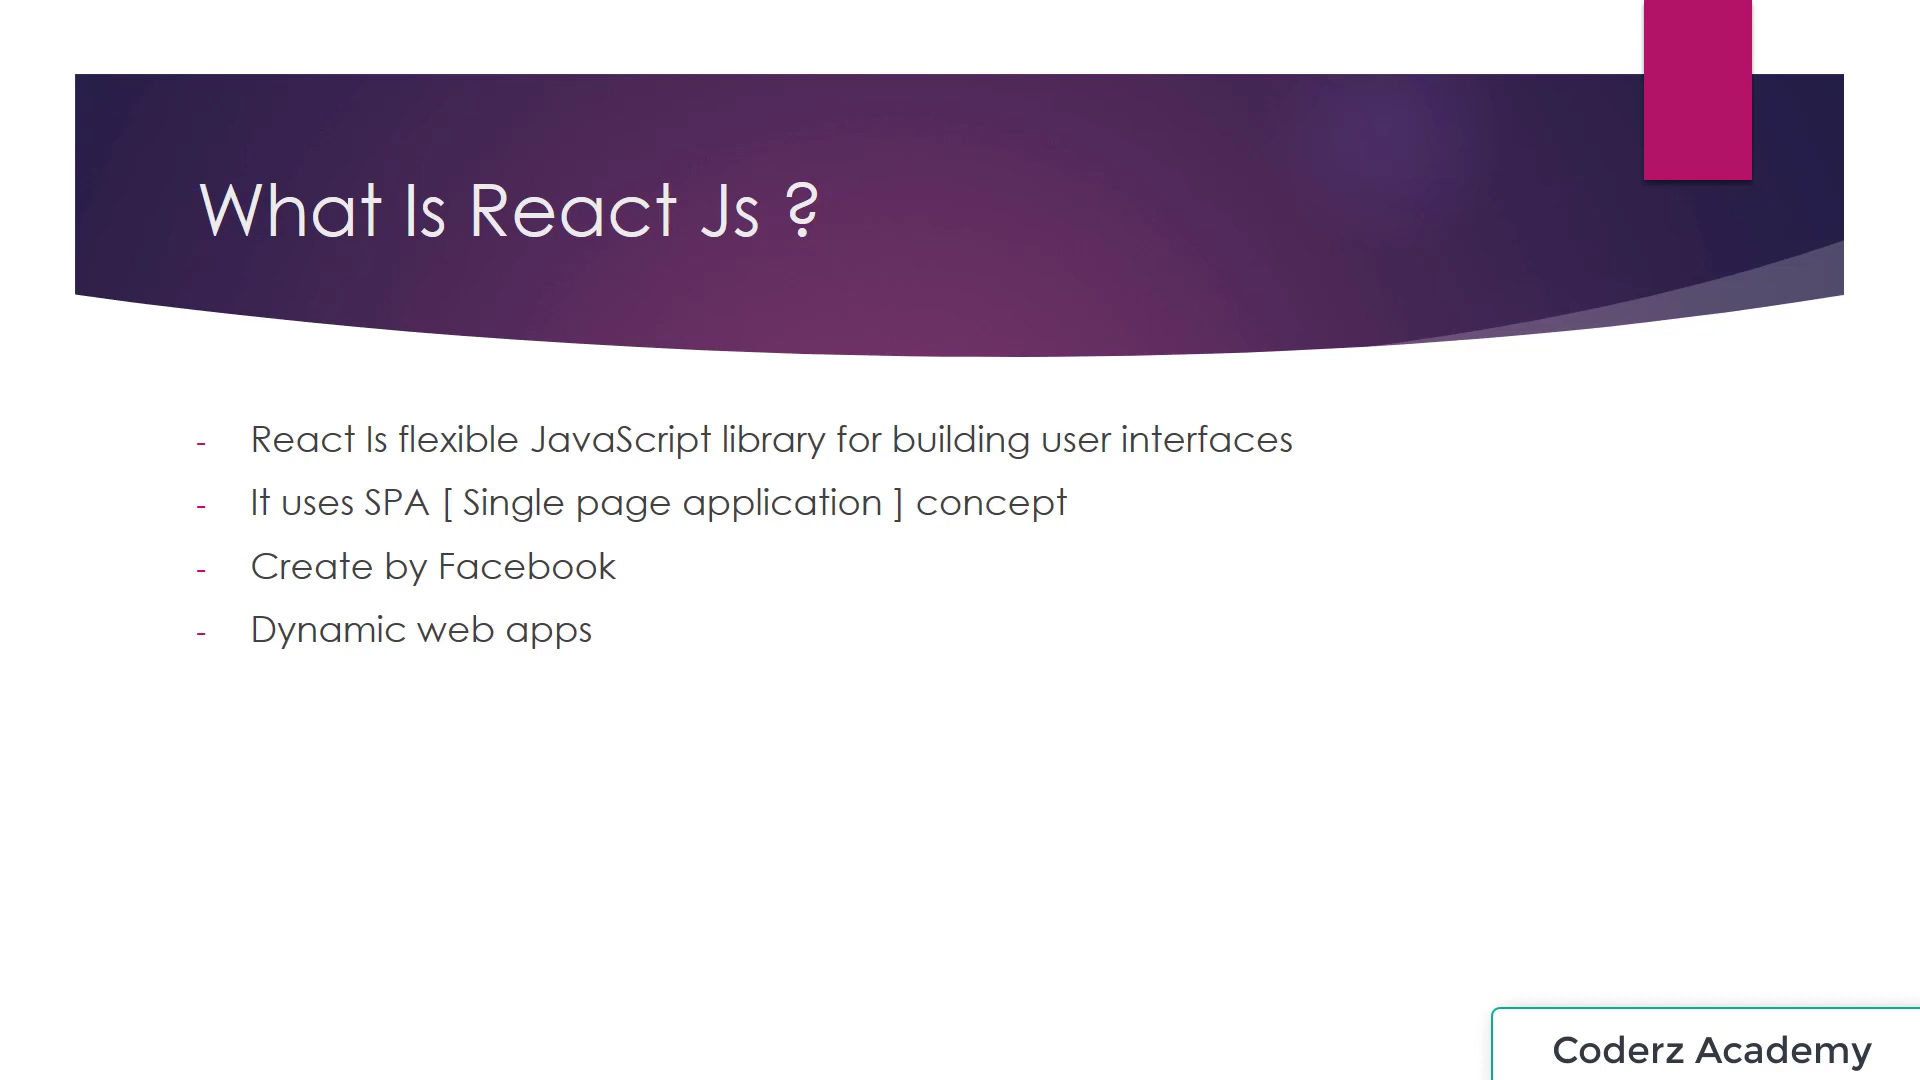 What Is React Js ?
- React Is flexible JavaScript library for building user interfaces
- It uses SPA [ Single page application ] concept
- Create by Facebook
- Dynamic web apps
Coderz Academy